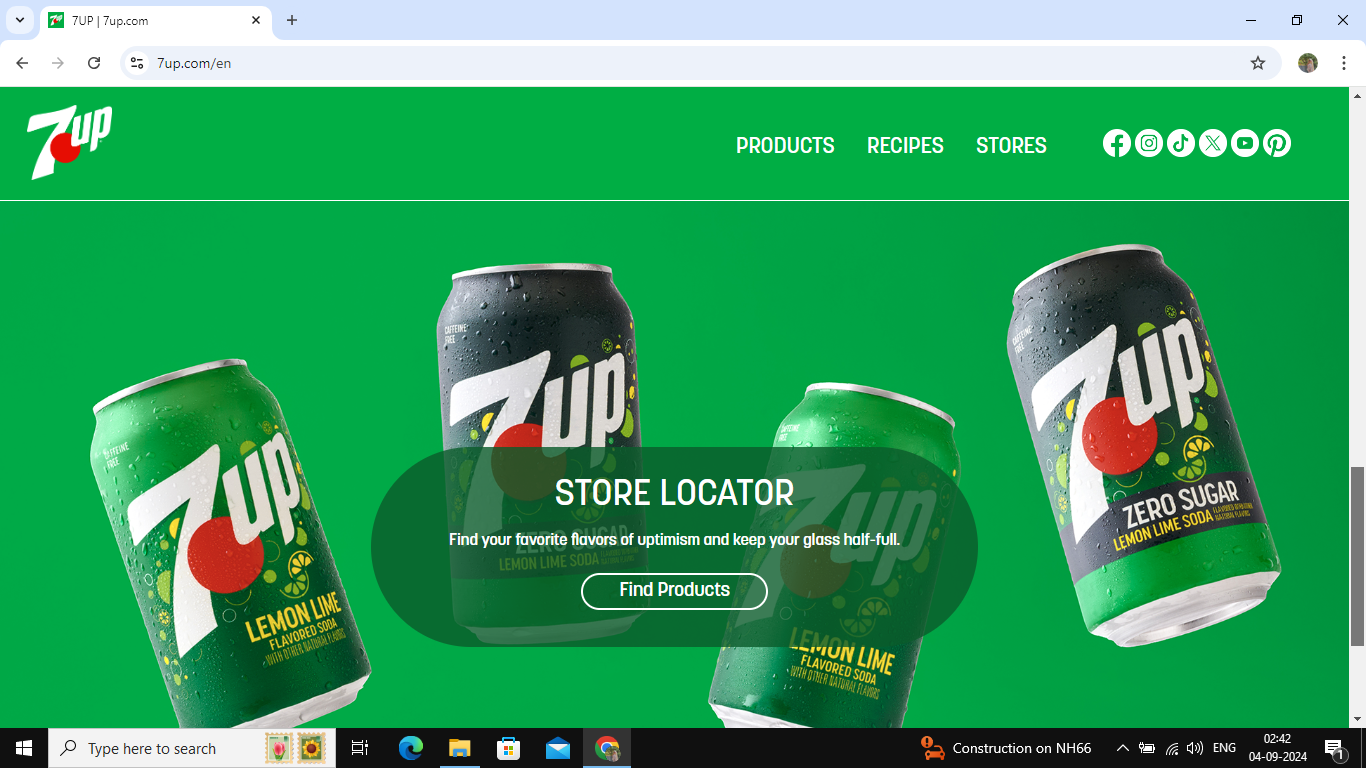 7UP | 7up.com
7up.com/en
7up
PRODUCTS
RECIPES
STORES
7up
CAFFEINE
FREE
7up
ZERO SUGAR
LEMON LIME SODA
7up
CAFFEINE
FREE
LEMON LIME
FLAVORED SODA
WITH OTHER NATURAL FLAVORS
CAFFEINE
FREE
7up
LEMON LIME
FLAVORED SODA
WITH OTHER NATURAL FLAVORS
CAFFEINE
FREE
7up
ZERO SUGAR
LEMON LIME SODA
STORE LOCATOR
Find your favorite flavors of uptimism and keep your glass half-full.
Find Products
Type here to search
Construction on NH66
ENG
02:42
04-09-2024
1